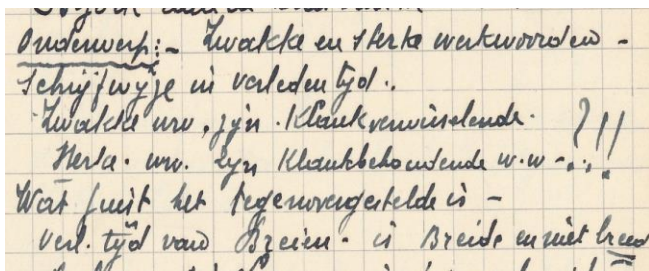 Onderwerp:- Zwakke en sterke werkwoorden -
Schrijfwijze in verleden tijd.
Zwakke ww. zijn Klankverwisselende.
Sterke ww. zijn Klankbehoudende w.w - ?!!
Wat juist het tegenovergestelde is -
Verl. tijd van Breien - is Breide en niet breed